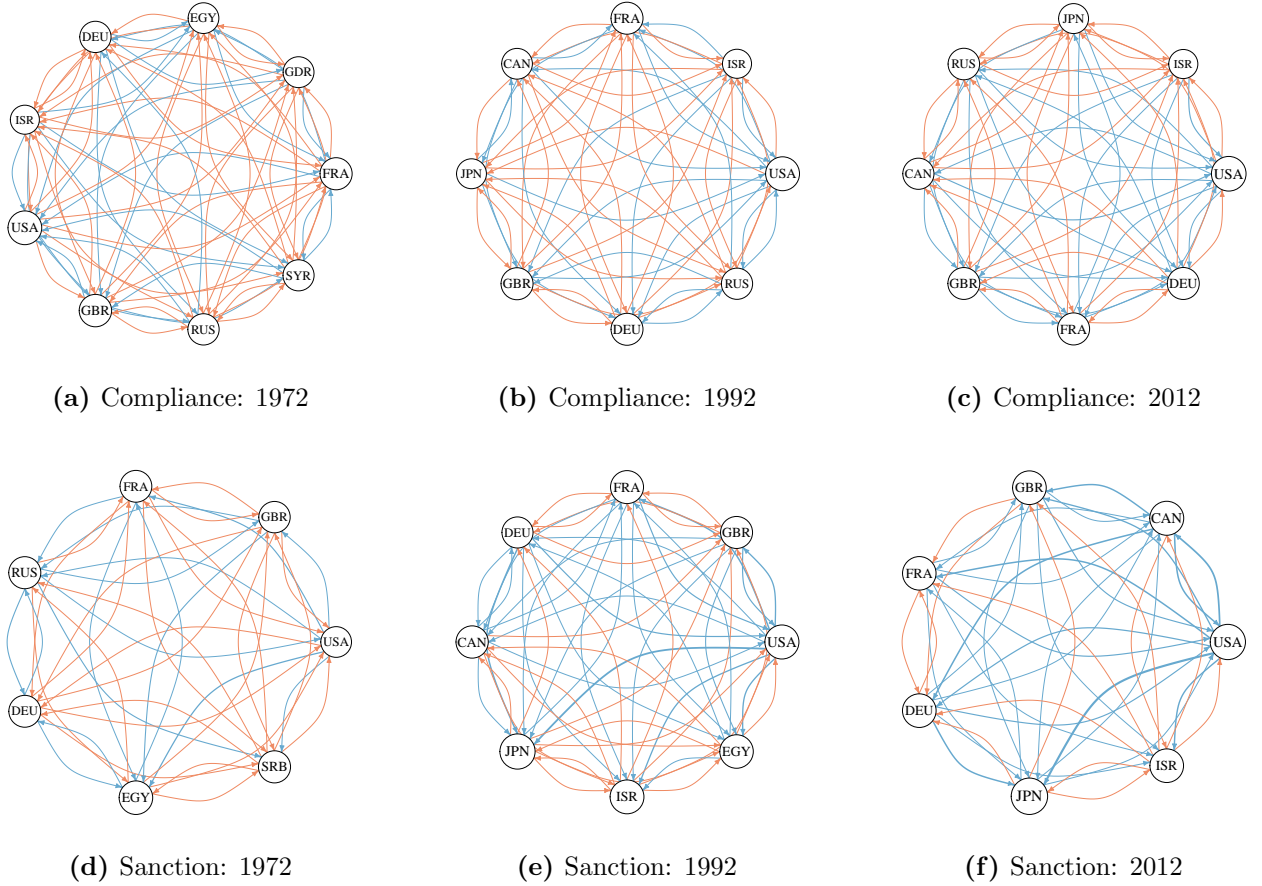 EGY
DEU
GDR
ISR
FRA
USA
SYR
GBR
RUS
(a) Compliance: 1972
FRA
CAN
ISR
JPN
USA
GBR
RUS
DEU
(b) Compliance: 1992
JPN
RUS
ISR
CAN
USA
GBR
DEU
FRA
(c) Compliance: 2012
FRA
GBR
RUS
USA
DEU
SRB
EGY
(d) Sanction: 1972
FRA
DEU
GBR
CAN
USA
JPN
EGY
ISR
(e) Sanction: 1992
GBR
CAN
FRA
USA
DEU
ISR
JPN
(f) Sanction: 2012